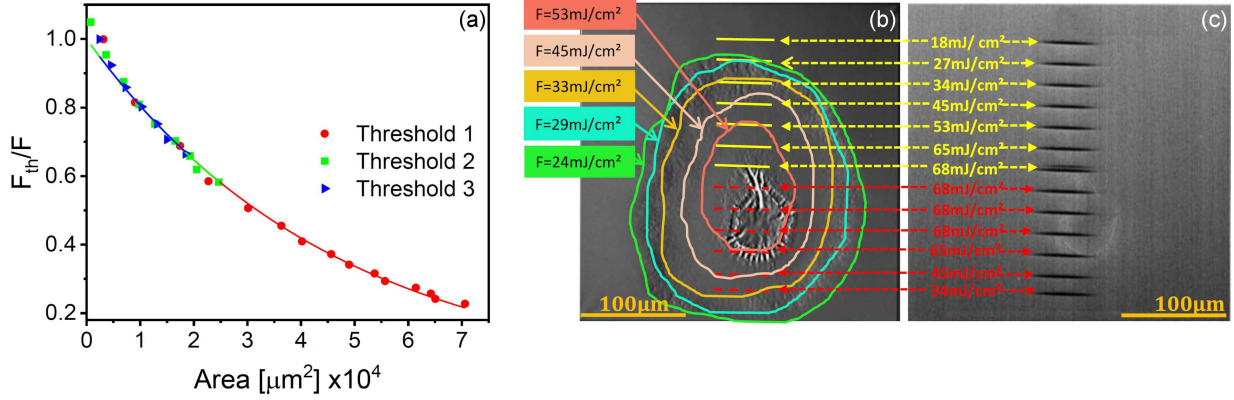 (a)
1.0
0.8
0.6
0.4
0.2
Fth/F
0 1 2 3 4 5 6 7
Area [μm²] x10⁴
Threshold 1
Threshold 2
Threshold 3
(b)
F=53mJ/cm²
F=45mJ/cm²
F=33mJ/cm²
F=29mJ/cm²
F=24mJ/cm²
100μm
(c)
18mJ/ cm²
27mJ/ cm²
34mJ/ cm²
45mJ/ cm²
53mJ/ cm²
65mJ/ cm²
68mJ/ cm²
68mJ/cm²
68mJ/cm²
68mJ/cm²
65mJ/cm²
45mJ/cm²
34mJ/cm²
100μm